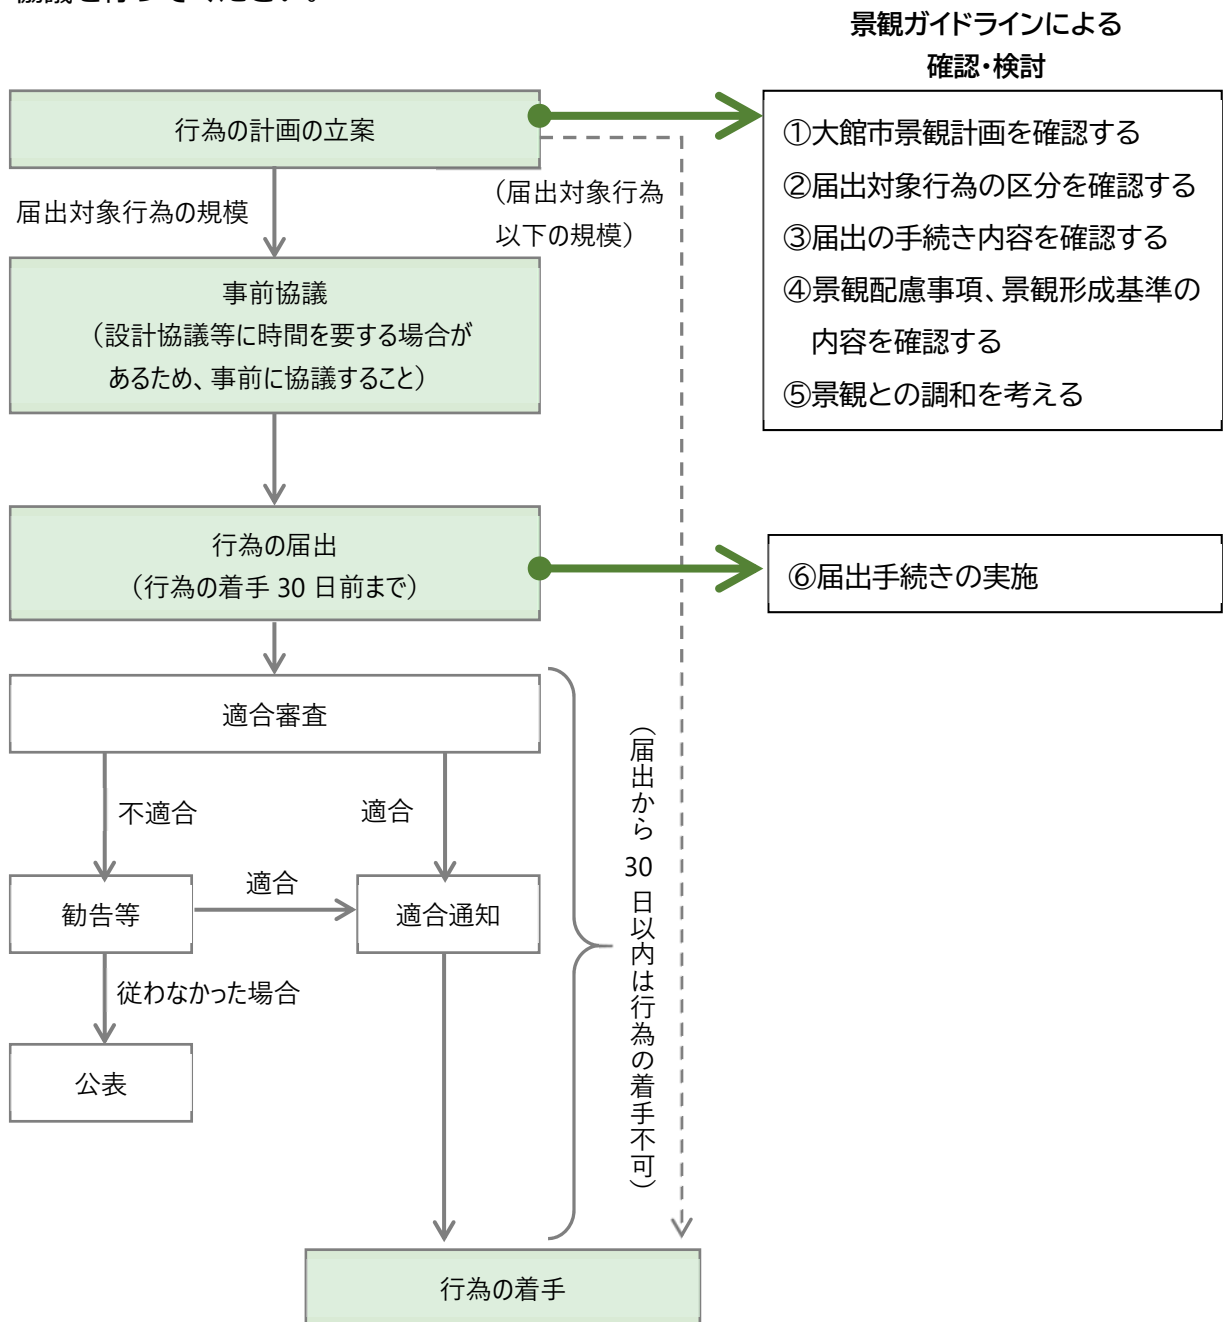 景観ガイドラインによる
確認・検討
行為の計画の立案
①大館市景観計画を確認する
②届出対象行為の区分を確認する
③届出の手続き内容を確認する
④景観配慮事項、景観形成基準の
内容を確認する
⑤景観との調和を考える
届出対象行為の規模
（届出対象行為
以下の規模）
事前協議
（設計協議等に時間を要する場合が
あるため、事前に協議すること）
行為の届出
（行為の着手 30 日前まで）
⑥届出手続きの実施
適合審査
不適合
適合
勧告等
適合
適合通知
従わなかった場合
公表
（届出から 30 日以内は行為の着手不可）
行為の着手